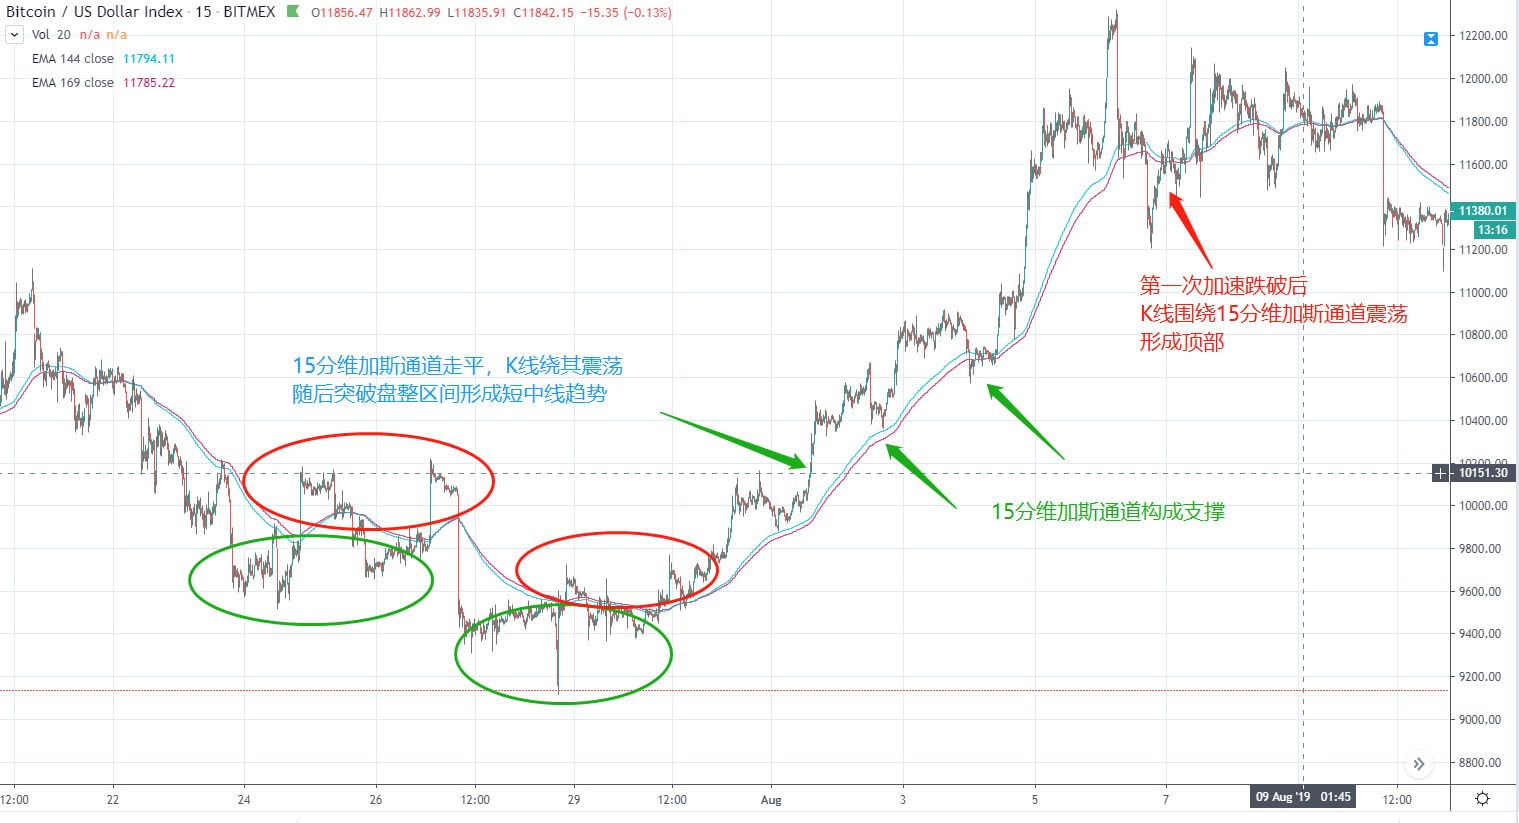 Bitcoin / US Dollar Index · 15 · BITMEX O11856.47 H11862.99 L11835.91 C11842.15 −15.35 (−0.13%)
Vol 20 n/a n/a
EMA 144 close 11794.11
EMA 169 close 11785.22
15分维加斯通道走平，K线绕其震荡
随后突破盘整区间形成短中线趋势
15分维加斯通道构成支撑
第一次加速跌破后
K线围绕15分维加斯通道震荡
形成顶部
12200.00
12000.00
11800.00
11600.00
11380.01
13:16
11200.00
11000.00
10800.00
10600.00
10400.00
10151.30
10000.00
9800.00
9600.00
9400.00
9200.00
9000.00
8800.00
12:00 22 24 26 12:00 29 12:00 Aug 3 5 7 09 Aug '19 01:45 12:00